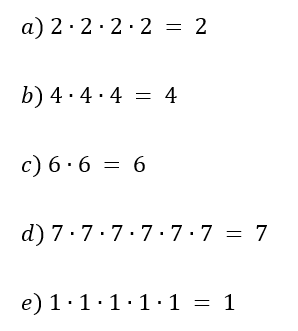 a) 2 · 2 · 2 · 2 = 2
b) 4 · 4 · 4 = 4
c) 6 · 6 = 6
d) 7 · 7 · 7 · 7 · 7 · 7 = 7
e) 1 · 1 · 1 · 1 · 1 = 1